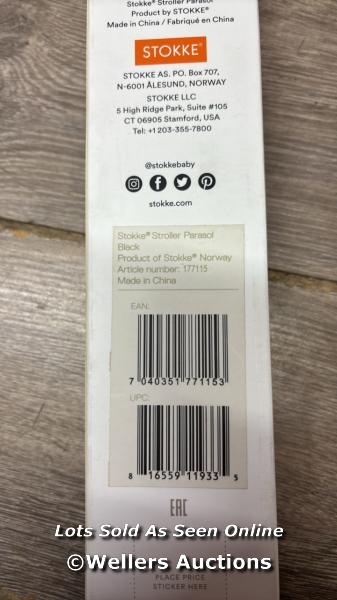 Stokke® Stroller Parasol
Product by STOKKE®
Made in China / Fabriqué en China
STOKKE®
STOKKE AS. PO. Box 707,
N-6001 ÅLESUND, NORWAY
STOKKE LLC
5 High Ridge Park, Suite #105
CT 06905 Stamford, USA
Tel: +1 203-355-7800
@stokkebaby
stokke.com
Stokke® Stroller Parasol
Black
Product of Stokke® Norway
Article number: 177115
Made in China
EAN:
7 040351 771153
UPC:
8 16559 11933 5
EAC
Lots Sold As Seen Online
©Wellers Auctions
PLACE PRICE
STICKER HERE